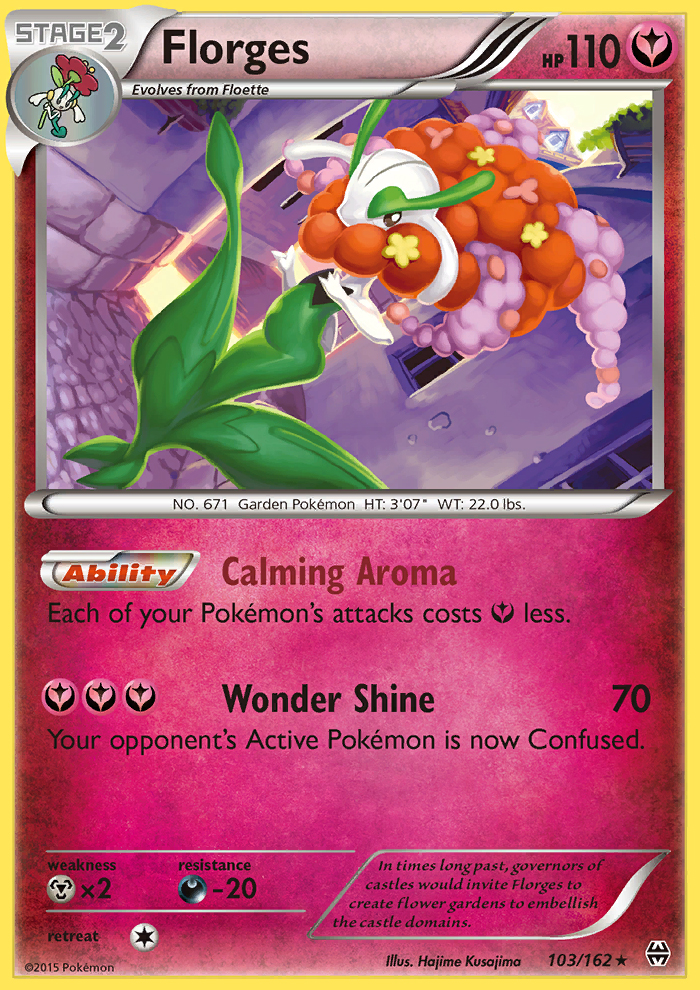 STAGE2
Florges
HP110
Evolves from Floette
NO. 671 Garden Pokémon HT: 3'07" WT: 22.0 lbs.
Ability Calming Aroma
Each of your Pokémon's attacks costs less.
Wonder Shine 70
Your opponent's Active Pokémon is now Confused.
weakness resistance
×2 -20
retreat
In times long past, governors of
castles would invite Florges to
create flower gardens to embellish
the castle domains.
Illus. Hajime Kusajima 103/162 ★
©2015 Pokémon